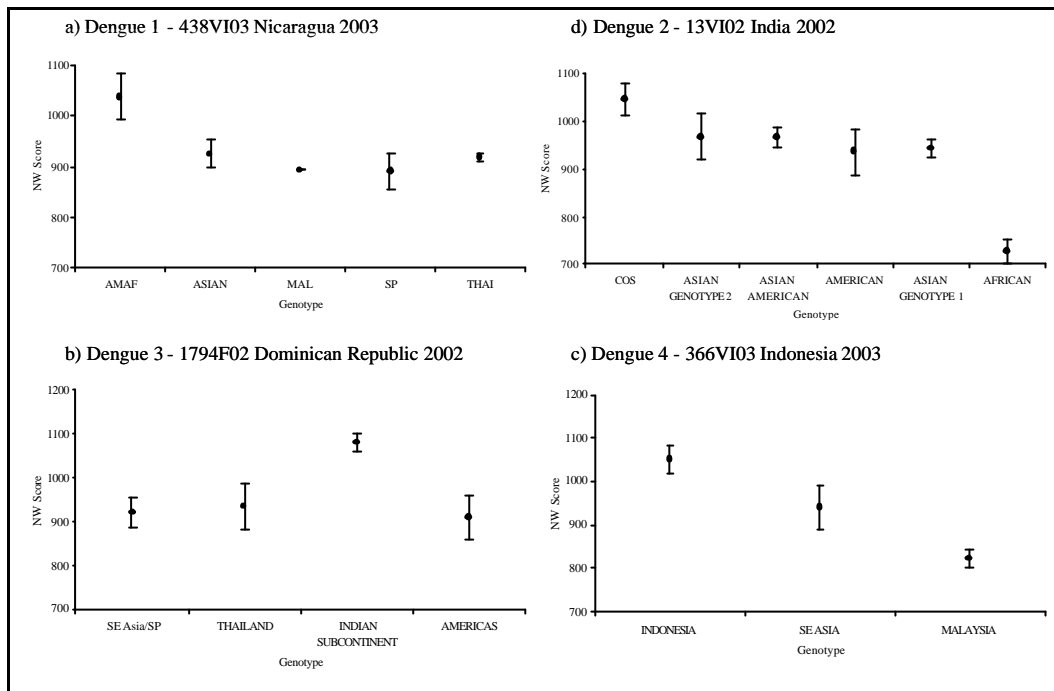 a) Dengue 1 - 438VI03 Nicaragua 2003
1100
1000
900
800
700
NW Score
AMAF ASIAN MAL SP THAI
Genotype
d) Dengue 2 - 13VI02 India 2002
1100
1000
900
800
700
NW Score
COS ASIAN GENOTYPE 2 ASIAN AMERICAN AMERICAN ASIAN GENOTYPE 1 AFRICAN
Genotype
b) Dengue 3 - 1794F02 Dominican Republic 2002
1200
1100
1000
900
800
700
NW Score
SE Asia/SP THAILAND INDIAN SUBCONTINENT AMERICAS
Genotype
c) Dengue 4 - 366VI03 Indonesia 2003
1200
1100
1000
900
800
700
NW Score
INDONESIA SE ASIA MALAYSIA
Genotype